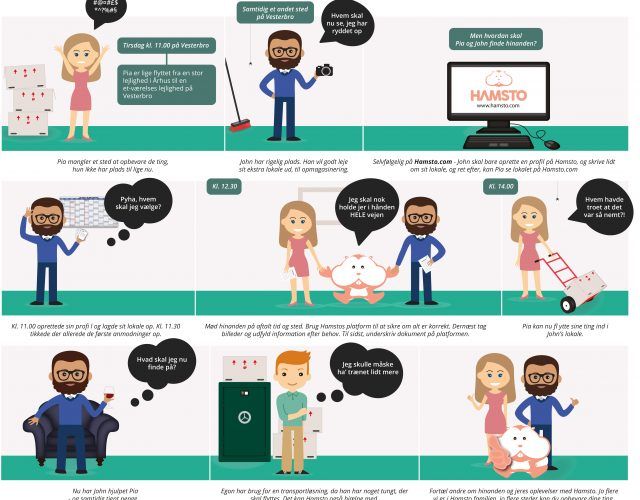 #@¤#£$
*^?%#§
Tirsdag kl. 11.00 på Vesterbro
Pia er lige flyttet fra en stor
lejlighed i Århus til en
et-værelses lejlighed på
Vesterbro
Pia mangler et sted at opbevare de ting,
hun ikke har plads til lige nu.
Samtidig et andet sted
på Vesterbro
Hvem skal
nu se, jeg har
ryddet op
John har rigelig plads. Han vil godt leje
sit ekstra lokale ud, til opmagasinering.
Men hvordan skal
Pia og John finde hinanden?
HAMSTO
www.hamsto.com
Selvfølgelig på Hamsto.com - John skal bare oprette en profil på Hamsto, og skrive lidt
om sit lokale, og ret efter, kan Pia se lokalet på Hamsto.com
Pyha, hvem
skal jeg vælge?
Kl. 11.00 oprettede sin profil I og lagde sit lokale op. Kl. 11.30
tikkede der allerede de første anmodninger op.
Kl. 12.30
Jeg skal nok
holde jer i hånden
HELE vejen
Mød hinanden på aftalt tid og sted. Brug Hamstos platform til at sikre om alt er korrekt, Dernæst tag
billeder og udfyld information efter behov. Til sidst, underskriv dokument på platformen.
Kl. 14.00
Hvem havde
troet at det
var så nemt?!
Pia kan nu fl ytte sine ting ind i
John's lokale.
Hvad skal jeg nu
finde på?
Nu har John hjulpet Pia
- og samtidig tjent penge
Jeg skulle måske
ha' trænet lidt mere
Egon har brug for en transportløsning, da han har noget tungt, der
skal flyttes. Det kan Hamsto også hjælpe med.
Fortæl andre om hinanden og jeres oplevelser med Hamsto. Jo flere
vi er i Hamsto familien, jo flere steder kan du opbevare dine ting